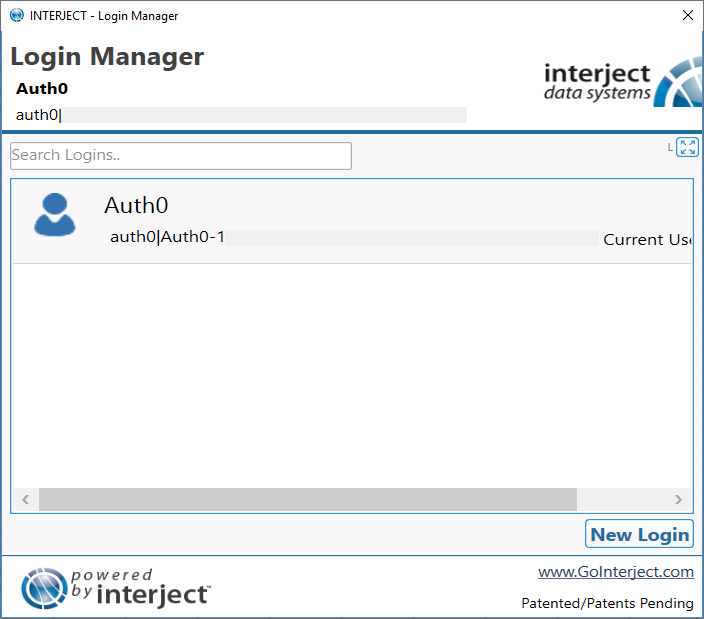 INTERJECT - Login Manager
Login Manager
Auth0
auth0|
interject
data systems
Search Logins..
L
Auth0
auth0|Auth0-1
Current Use
New Login
powered
by interject™
www.GoInterject.com
Patented/Patents Pending